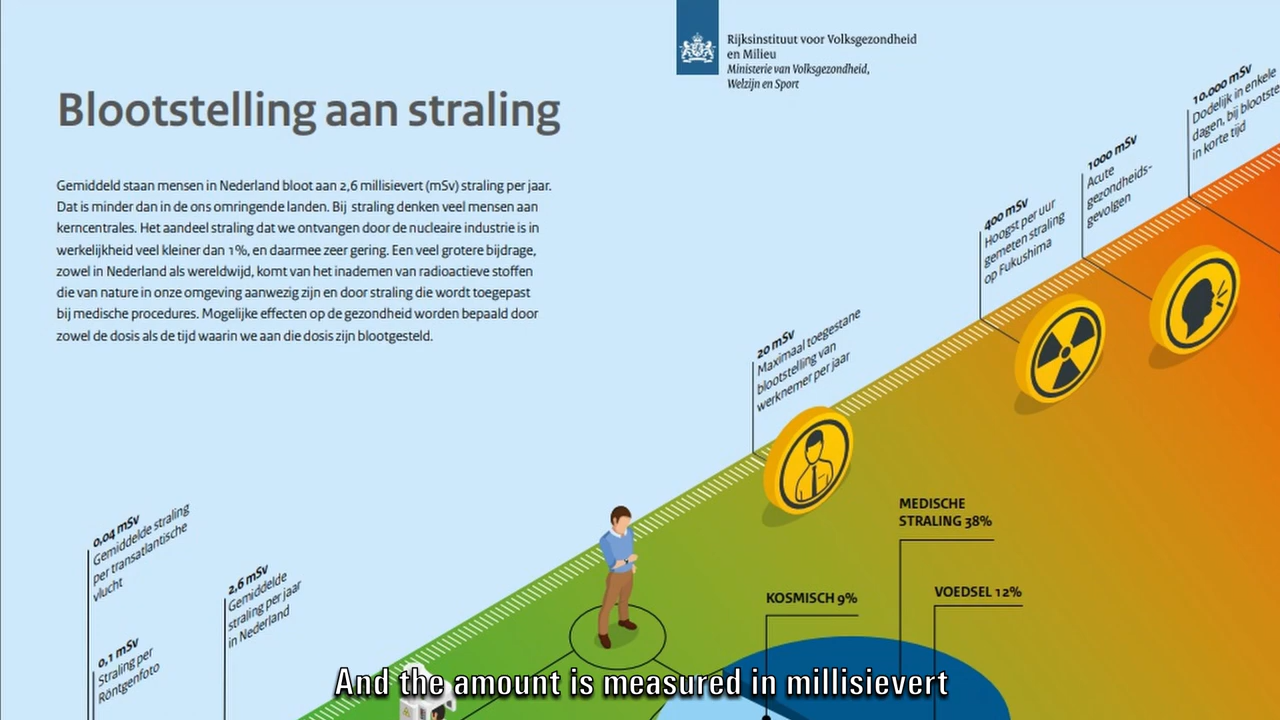 Rijksinstituut voor Volksgezondheid
en Milieu
Ministerie van Volksgezondheid,
Welzijn en Sport
Blootstelling aan straling
Gemiddeld staan mensen in Nederland bloot aan 2,6 millisievert (mSv) straling per jaar.
Dat is minder dan in de ons omringende landen. Bij straling denken veel mensen aan
kerncentrales. Het aandeel straling dat we ontvangen door de nucleaire industrie is in
werkelijkheid veel kleiner dan 1%, en daarmee zeer gering. Een veel grotere bijdrage,
zowel in Nederland als wereldwijd, komt van het inademen van radioactieve stoffen
die van nature in onze omgeving aanwezig zijn en door straling die wordt toegepast
bij medische procedures. Mogelijke effecten op de gezondheid worden bepaald door
zowel de dosis als de tijd waarin we aan die dosis zijn blootgesteld.
10.000 mSv
Dodelijk in enkele
dagen, bij blootste
in korte tijd
1000 mSv
Acute
gezondheids-
gevolgen
400 mSv
Hoogst per uur
gemeten straling
op Fukushima
20 mSv
Maximaal toegestane
blootstelling van
werknemer per jaar
0,04 mSv
Gemiddelde straling
per transatlantische
vlucht
2,6 mSv
Gemiddelde
straling per jaar
in Nederland
0,1 mSv
Straling per
Röntgenfoto
MEDISCHE
STRALING 38%
KOSMISCH 9%
VOEDSEL 12%
And the amount is measured in millisievert